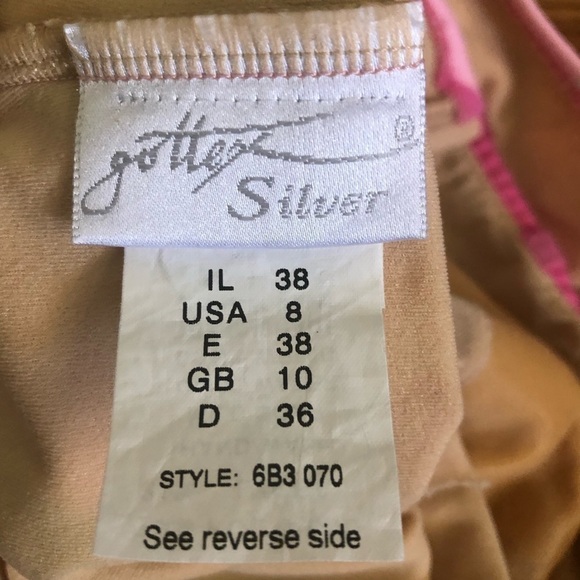 gottex ®
Silver
IL 38
USA 8
E 38
GB 10
D 36
STYLE: 6B3 070
See reverse side